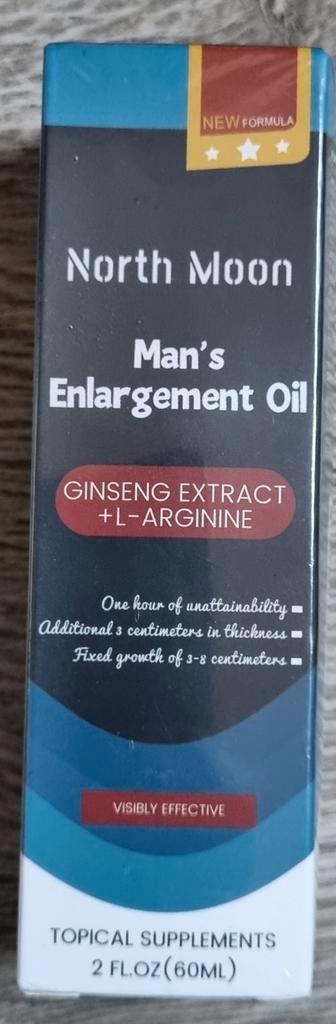 NEW FORMULA
North Moon
Man's
Enlargement Oil
GINSENG EXTRACT
+L-ARGININE
One hour of unattainability
Additional 3 centimeters in thickness
Fixed growth of 3-8 centimeters
VISIBLY EFFECTIVE
TOPICAL SUPPLEMENTS
2 FL.OZ(60ML)